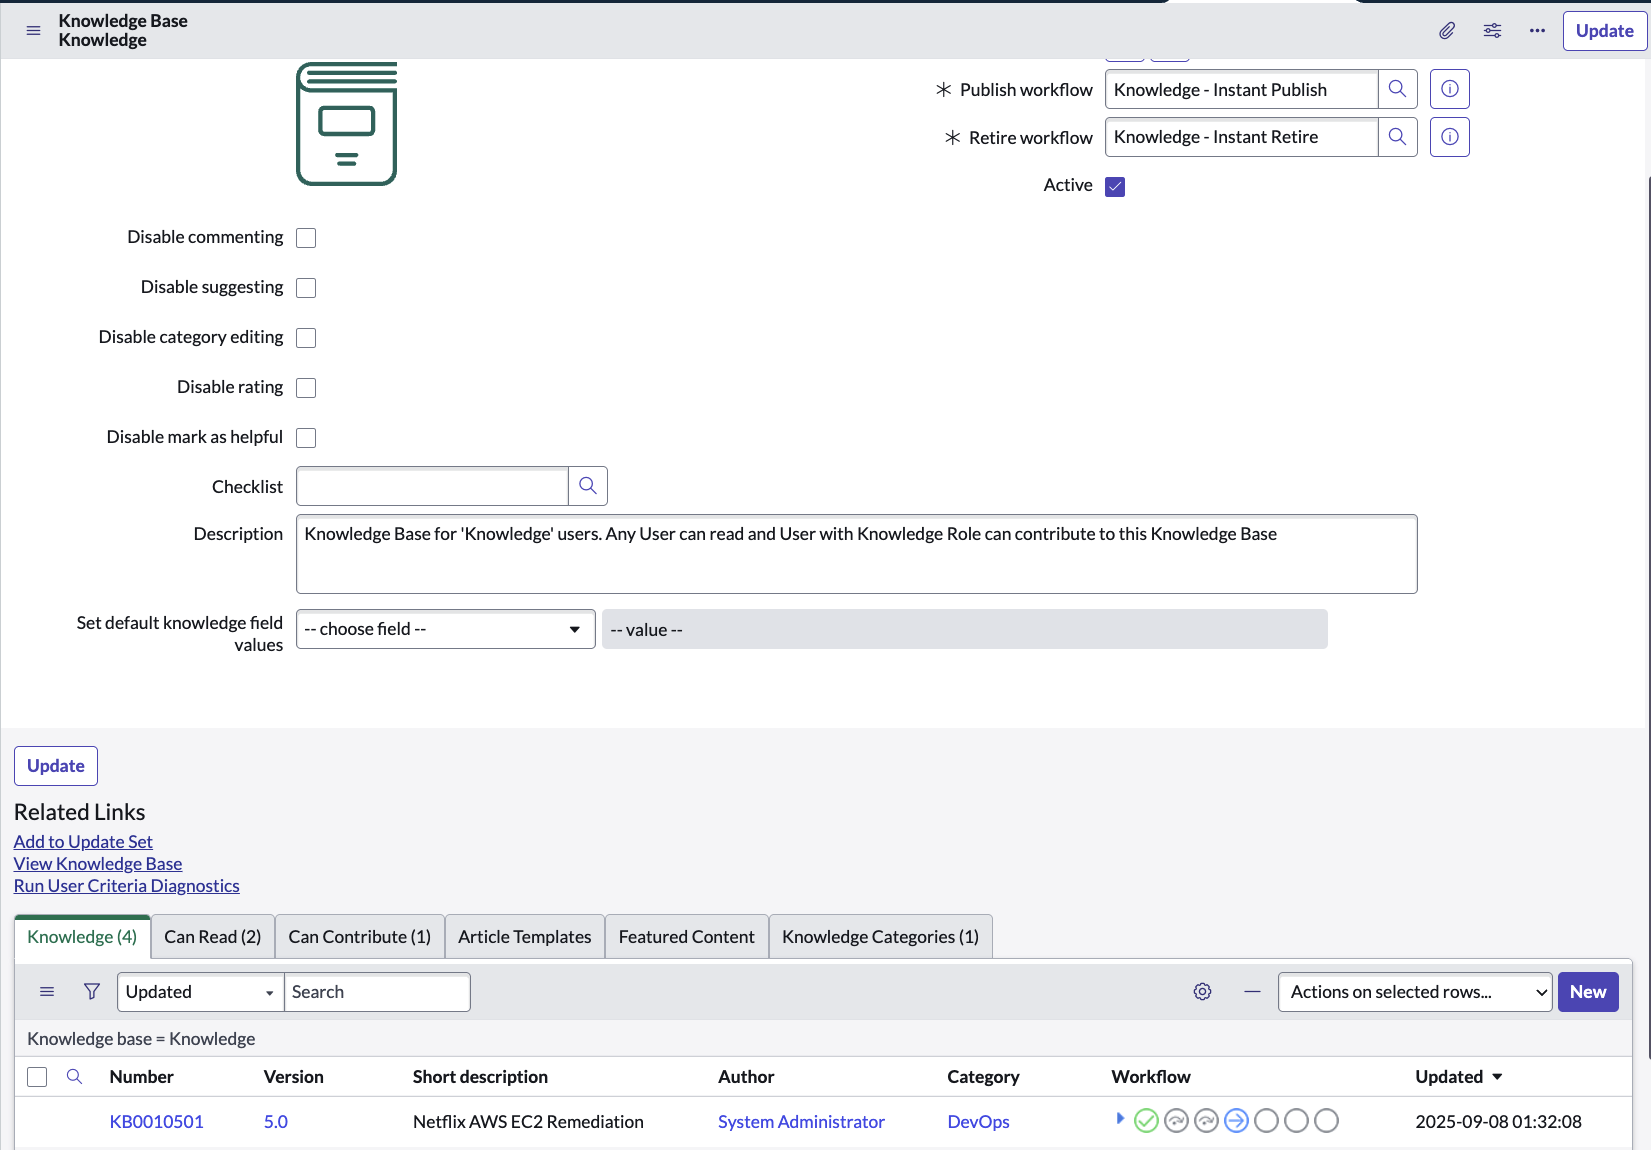 Knowledge Base
Knowledge
Update
Publish workflow Knowledge - Instant Publish
Retire workflow Knowledge - Instant Retire
Active
Disable commenting
Disable suggesting
Disable category editing
Disable rating
Disable mark as helpful
Checklist
Description Knowledge Base for 'Knowledge' users. Any User can read and User with Knowledge Role can contribute to this Knowledge Base
Set default knowledge field values -- choose field -- -- value --
Update
Related Links
Add to Update Set
View Knowledge Base
Run User Criteria Diagnostics
Knowledge (4) Can Read (2) Can Contribute (1) Article Templates Featured Content Knowledge Categories (1)
Updated Search Actions on selected rows... New
Knowledge base = Knowledge
Number Version Short description Author Category Workflow Updated
KB0010501 5.0 Netflix AWS EC2 Remediation System Administrator DevOps 2025-09-08 01:32:08